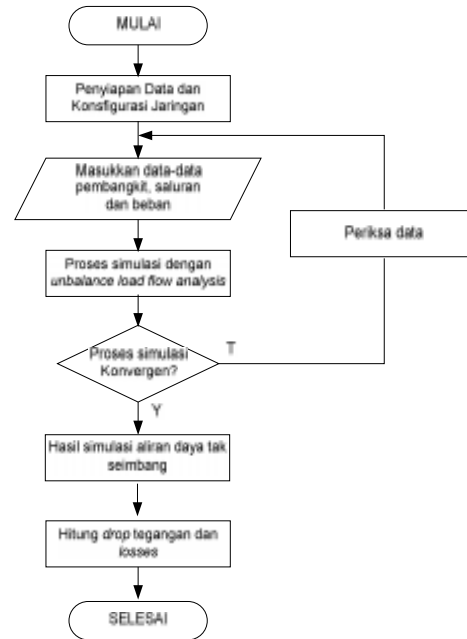 MULAI
Penyiapan Data dan
Konsfigurasi Jaringan
Masukkan data-data
pembangkit, saluran
dan beban
Periksa data
Proses simulasi dengan
unbalance load flow analysis
Proses simulasi
Konvergen?
T
Y
Hasil simulasi aliran daya tak
seimbang
Hitung drop tegangan dan
losses
SELESAI